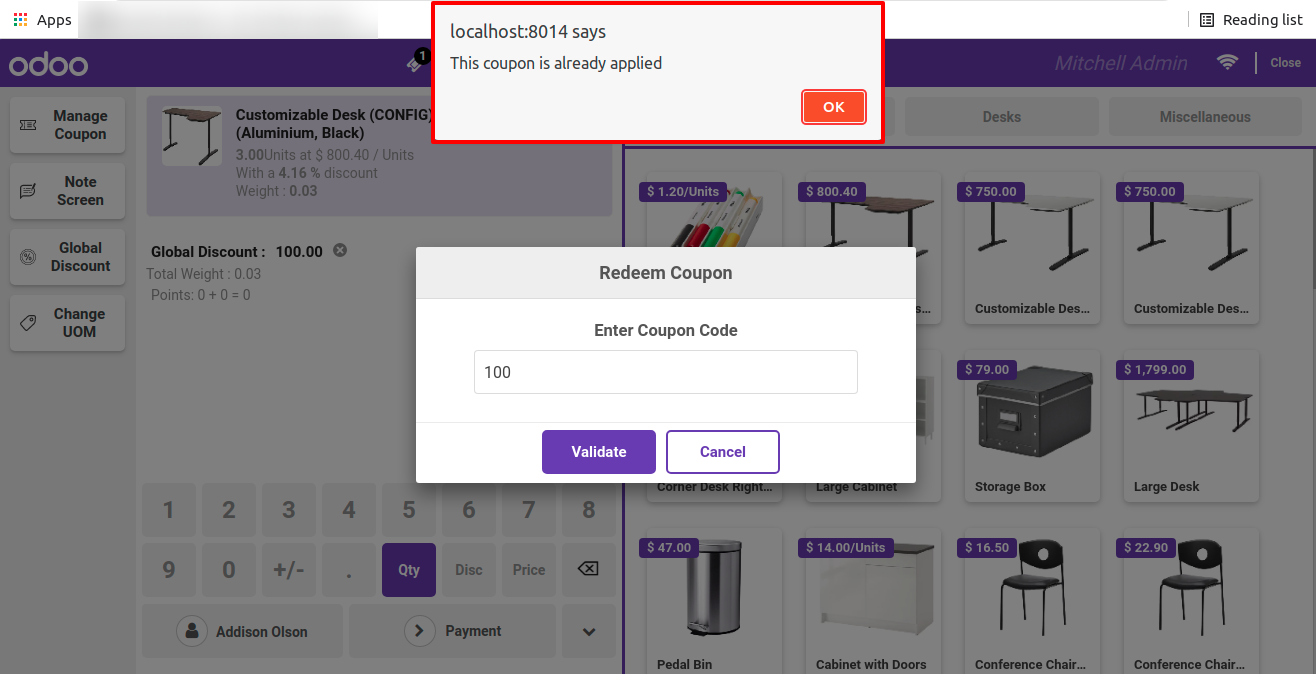 Apps
Reading list
localhost:8014 says
This coupon is already applied
OK
odoo
1
Mitchell Admin
Close
Manage
Coupon
Note
Screen
Global
Discount
Change
UOM
Customizable Desk (CONFIG)
(Aluminium, Black)
3.00Units at $ 800.40 / Units
With a 4.16 % discount
Weight : 0.03
Global Discount : 100.00
Total Weight : 0.03
Points: 0 + 0 = 0
1 2 3 4 5 6 7 8
9 0 +/- . Qty Disc Price
Addison Olson
Payment
Desks
Miscellaneous
$ 1.20/Units
$ 800.40
$ 750.00
$ 750.00
s...
Customizable Des...
Customizable Des...
$ 79.00
$ 1,799.00
Corner Desk Right...
Large Cabinet
Storage Box
Large Desk
$ 47.00
$ 14.00/Units
$ 16.50
$ 22.90
Pedal Bin
Cabinet with Doors
Conference Chair...
Conference Chair...
Redeem Coupon
Enter Coupon Code
100
Validate
Cancel